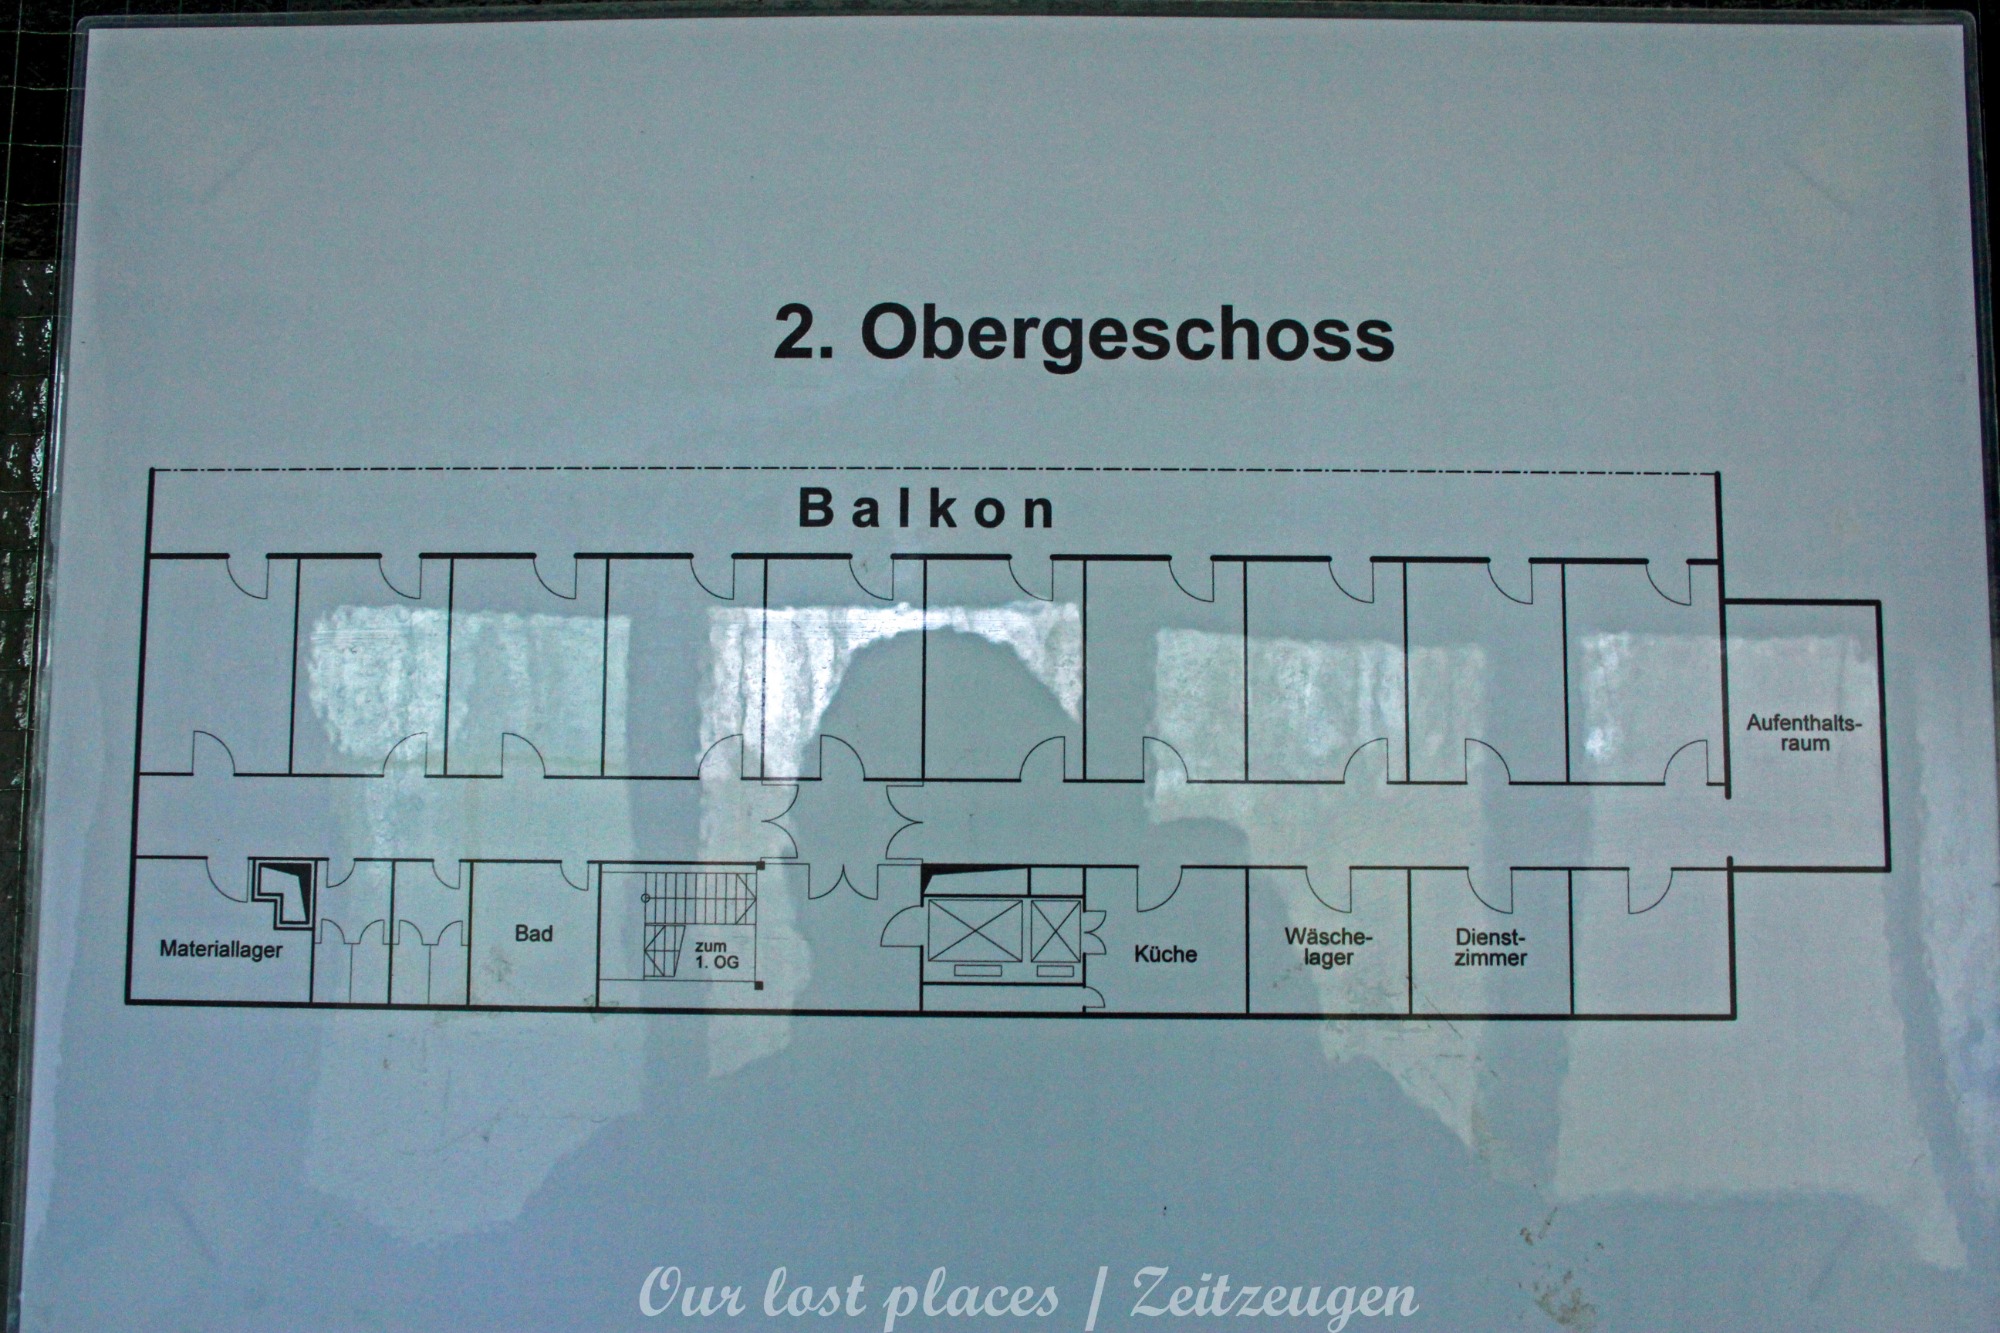 2. Obergeschoss
Balkon
Aufenthalts-
raum
Materiallager
Bad
zum
1. OG
Küche
Wäsche-
lager
Dienst-
zimmer
Our lost places / Zeitzeugen